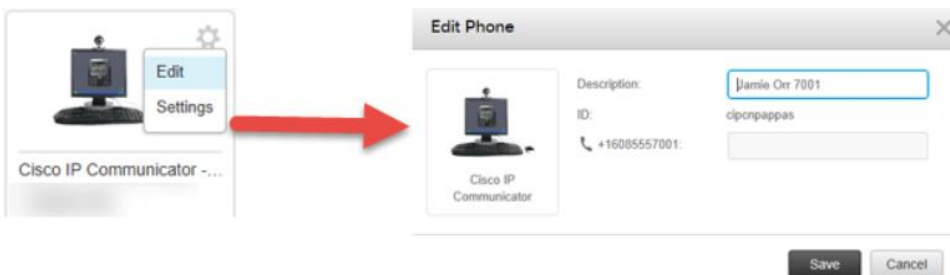 Edit
Settings
Cisco IP Communicator -...
Edit Phone
Description:
Jamie Orr 7001
ID:
cipcnpappas
+16085557001:
Cisco IP
Communicator
Save
Cancel